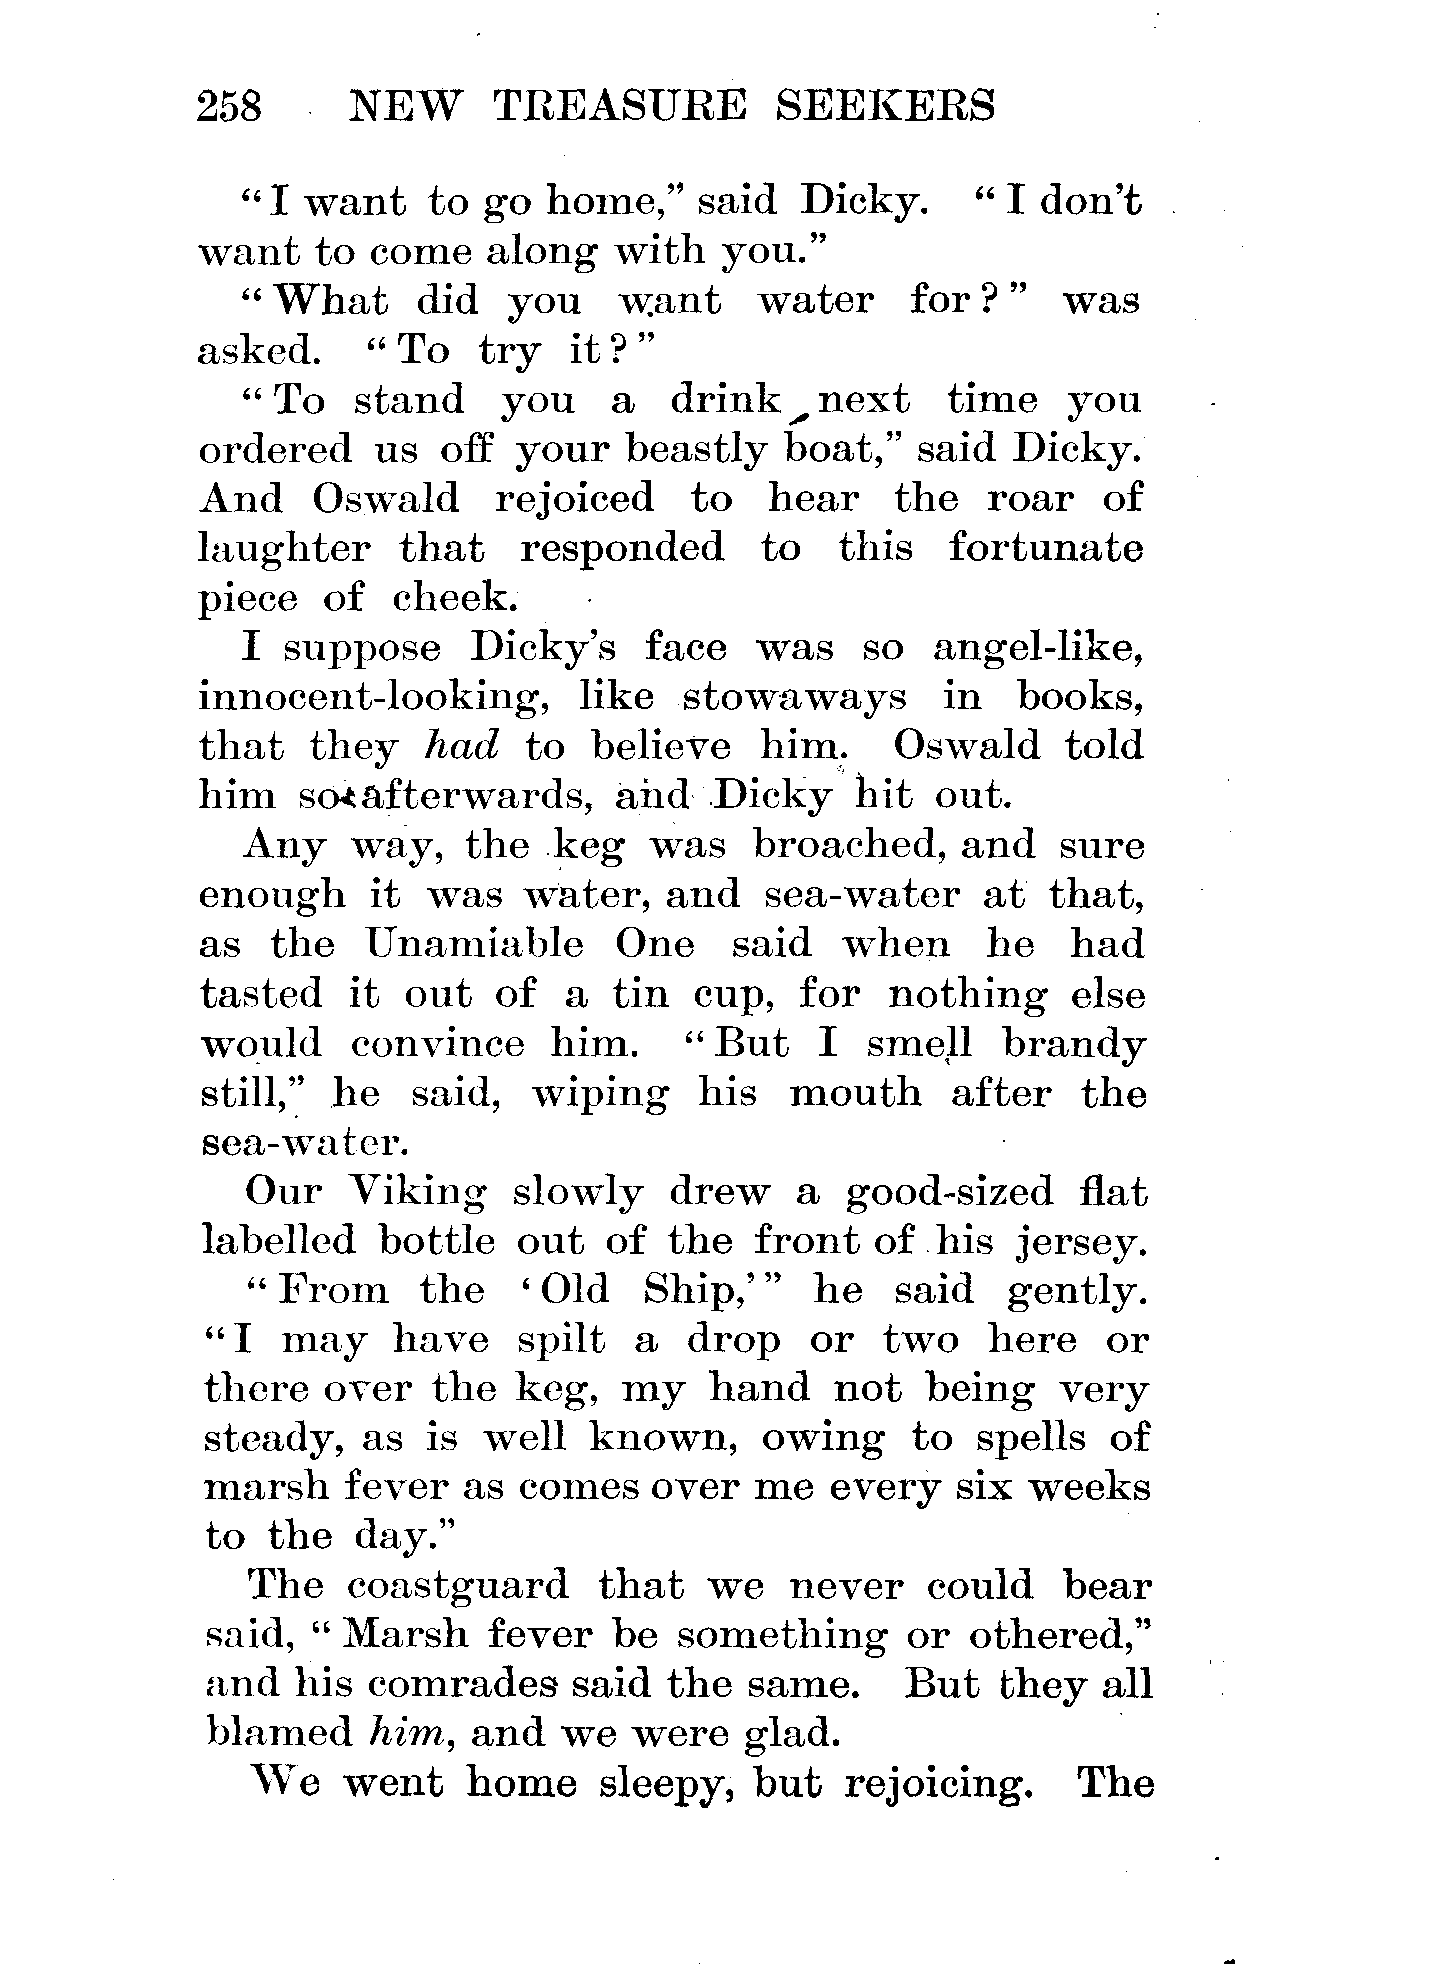 258 NEW TREASURE SEEKERS
“I want to go home,” said Dicky. “I don’t
want to come along with you.”
“What did you want water for?” was
asked. “To try it?”
“To stand you a drink next time you
ordered us off your beastly boat,” said Dicky.
And Oswald rejoiced to hear the roar of
laughter that responded to this fortunate
piece of cheek.
I suppose Dicky’s face was so angel-like,
innocent-looking, like stowaways in books,
that they had to believe him. Oswald told
him so afterwards, and Dicky hit out.
Any way, the keg was broached, and sure
enough it was water, and sea-water at that,
as the Unamiable One said when he had
tasted it out of a tin cup, for nothing else
would convince him. “But I smell brandy
still,” he said, wiping his mouth after the
sea-water.
Our Viking slowly drew a good-sized flat
labelled bottle out of the front of his jersey.
“From the ‘Old Ship,’” he said gently.
“I may have spilt a drop or two here or
there over the keg, my hand not being very
steady, as is well known, owing to spells of
marsh fever as comes over me every six weeks
to the day.”
The coastguard that we never could bear
said, “Marsh fever be something or othered,”
and his comrades said the same. But they all
blamed him, and we were glad.
We went home sleepy, but rejoicing. The